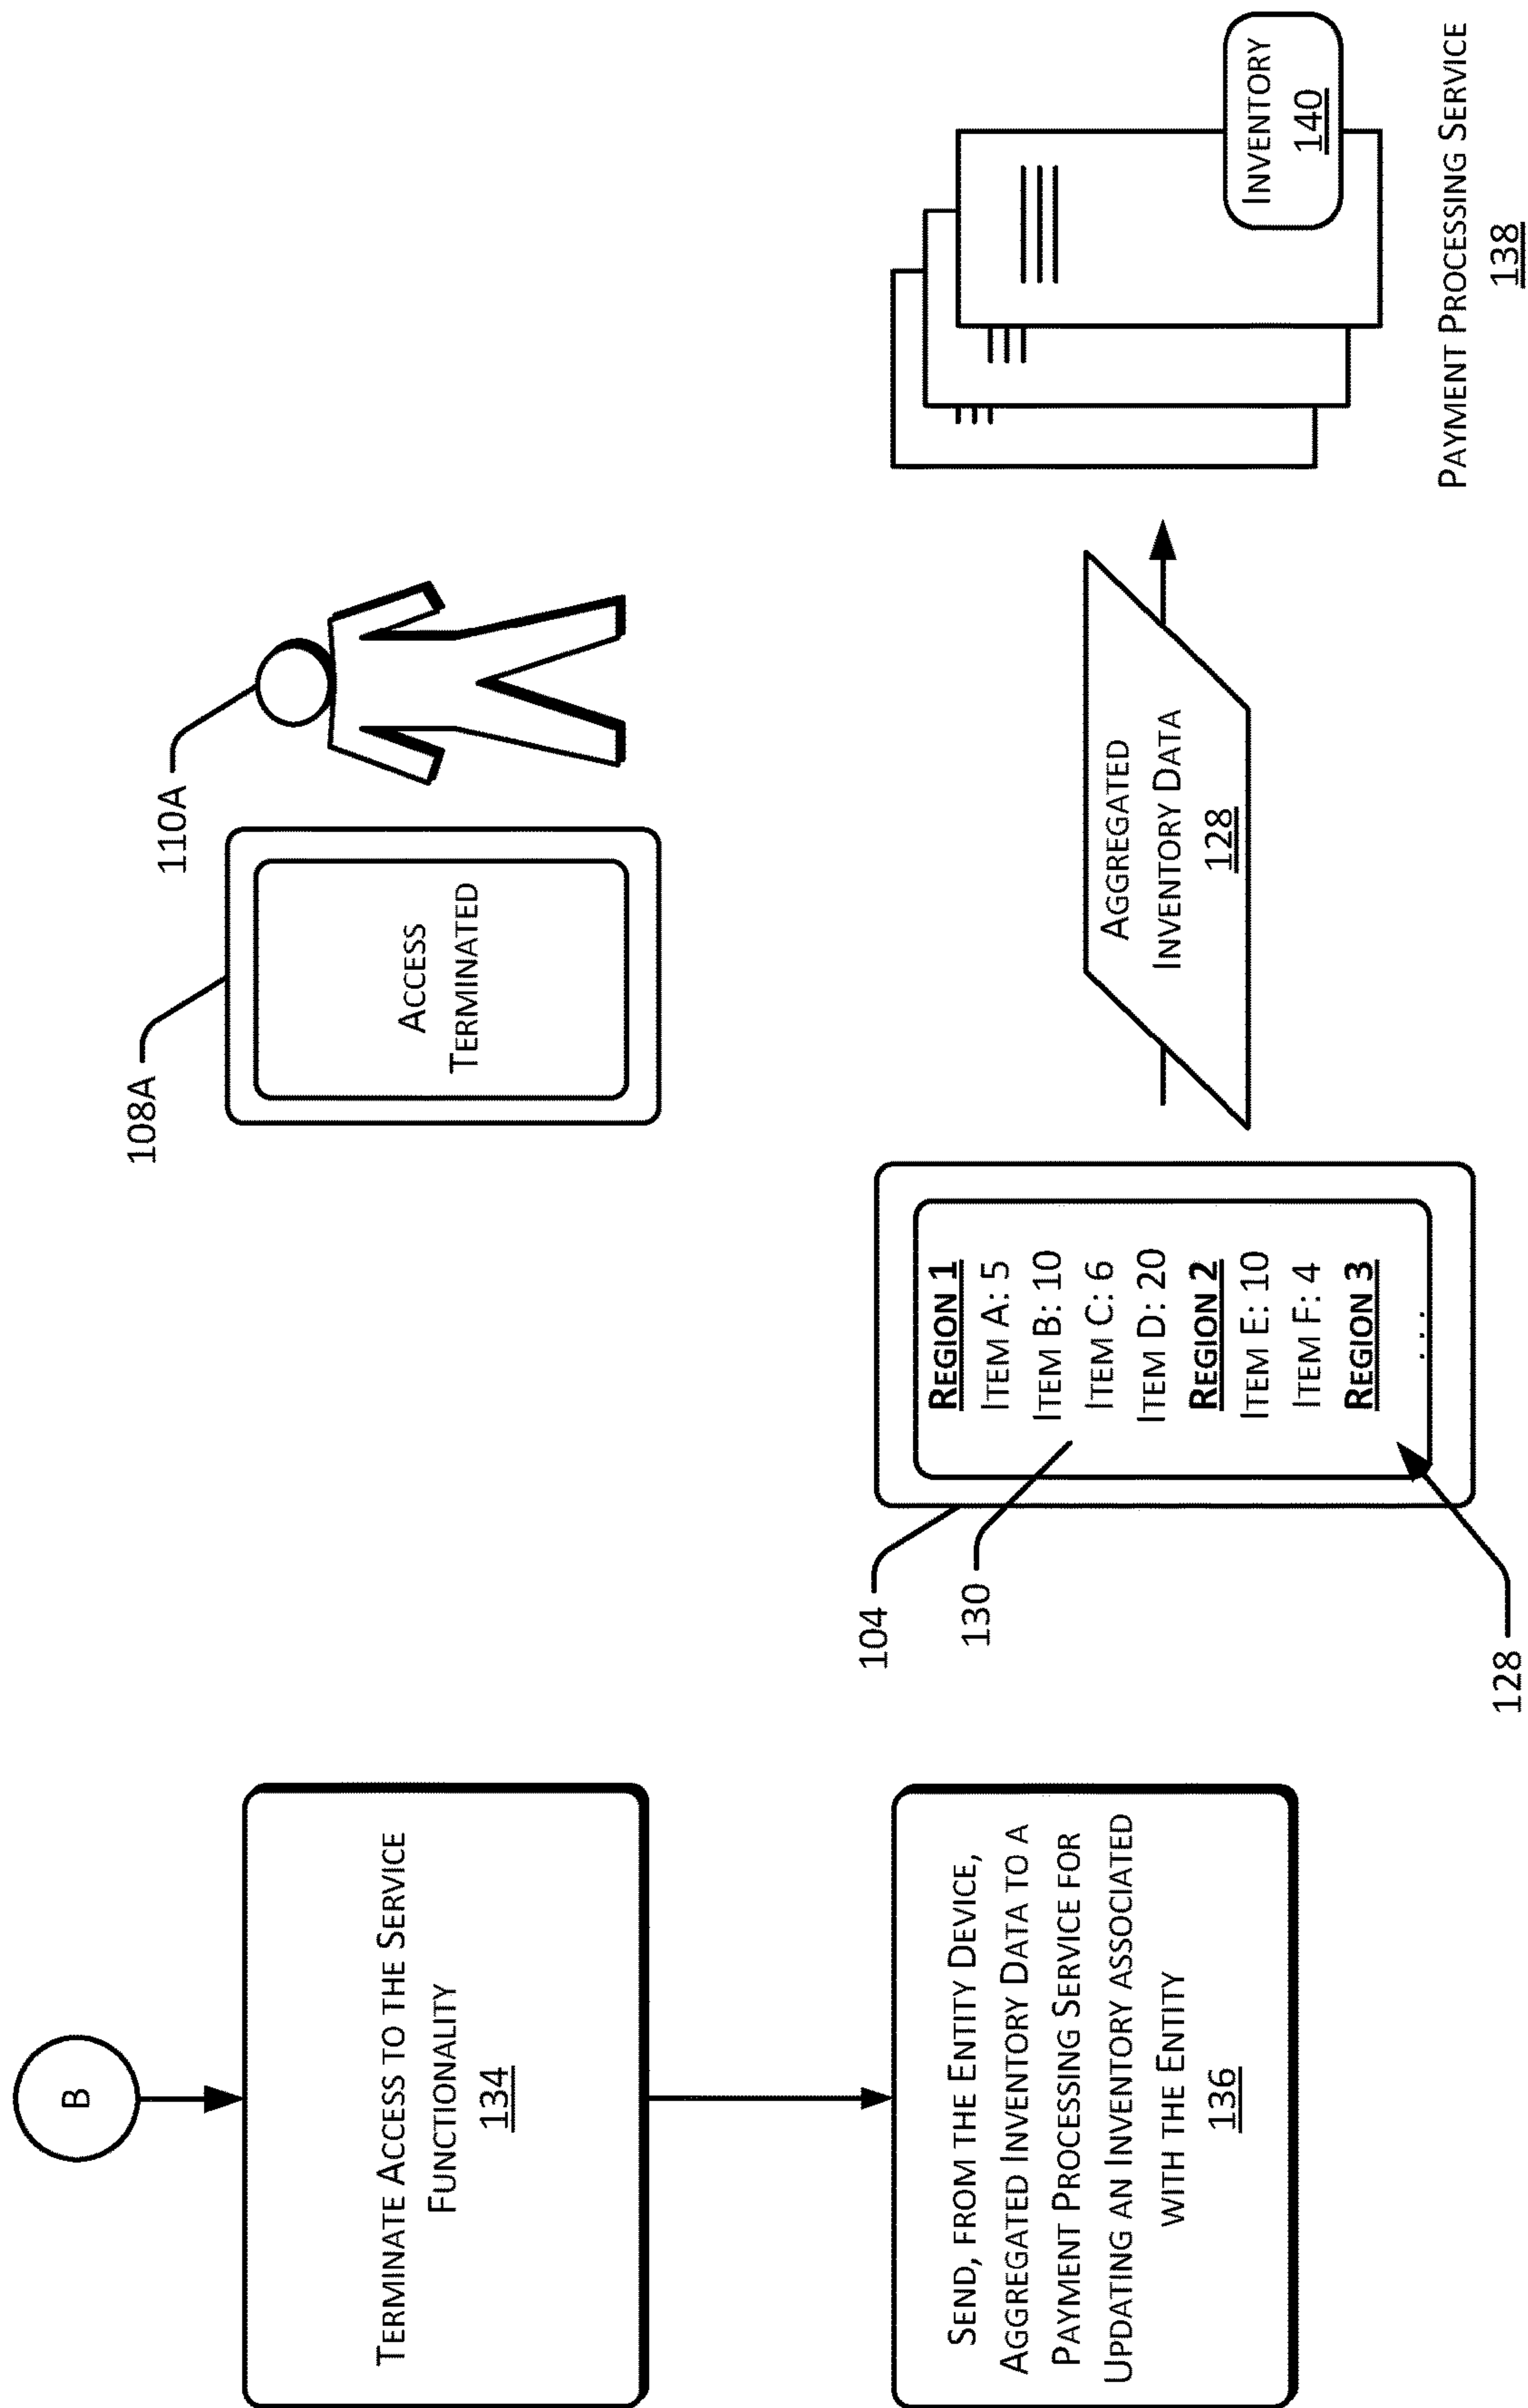 B
TERMINATE ACCESS TO THE SERVICE
FUNCTIONALITY
134
108A
ACCESS
TERMINATED
110A
SEND, FROM THE ENTITY DEVICE,
AGGREGATED INVENTORY DATA TO A
PAYMENT PROCESSING SERVICE FOR
UPDATING AN INVENTORY ASSOCIATED
WITH THE ENTITY
136
104
130
128
REGION 1
ITEM A: 5
ITEM B: 10
ITEM C: 6
ITEM D: 20
REGION 2
ITEM E: 10
ITEM F: 4
REGION 3
...
AGGREGATED
INVENTORY DATA
128
INVENTORY
140
PAYMENT PROCESSING SERVICE
138